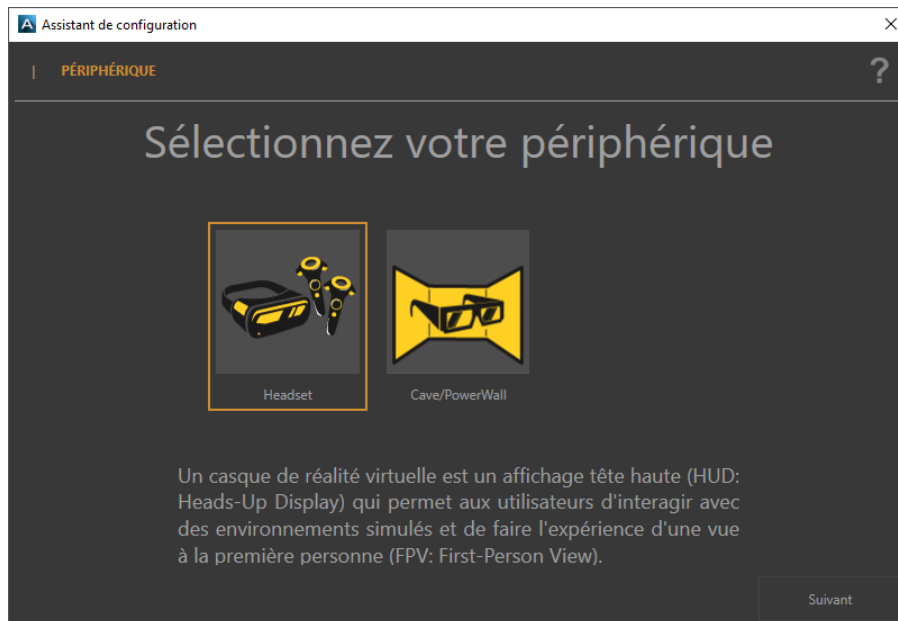 Assistant de configuration
| PÉRIPHÉRIQUE
?
Sélectionnez votre périphérique
Headset
Cave/PowerWall
Un casque de réalité virtuelle est un affichage tête haute (HUD:
Heads-Up Display) qui permet aux utilisateurs d'interagir avec
des environnements simulés et de faire l'expérience d'une vue
à la première personne (FPV: First-Person View).
Suivant